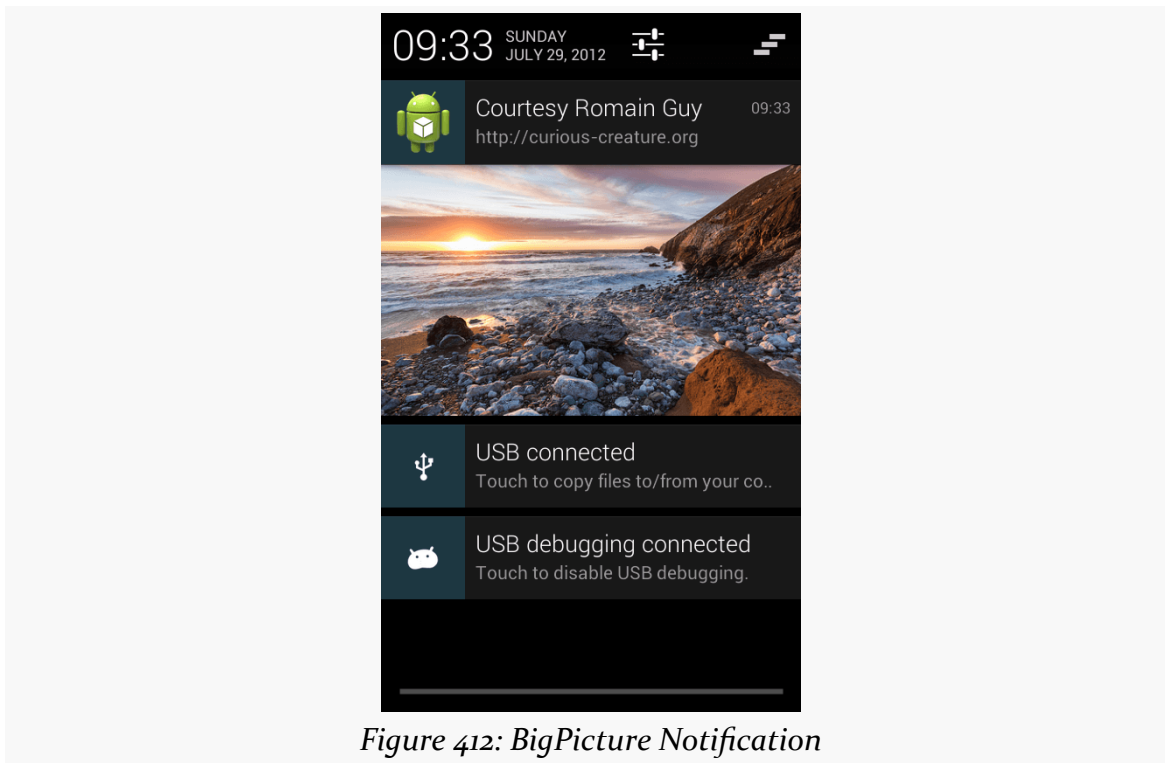 09:33
SUNDAY
JULY 29, 2012
Courtesy Romain Guy
09:33
http://curious-creature.org
USB connected
Touch to copy files to/from your co..
USB debugging connected
Touch to disable USB debugging.
Figure 412: BigPicture Notification